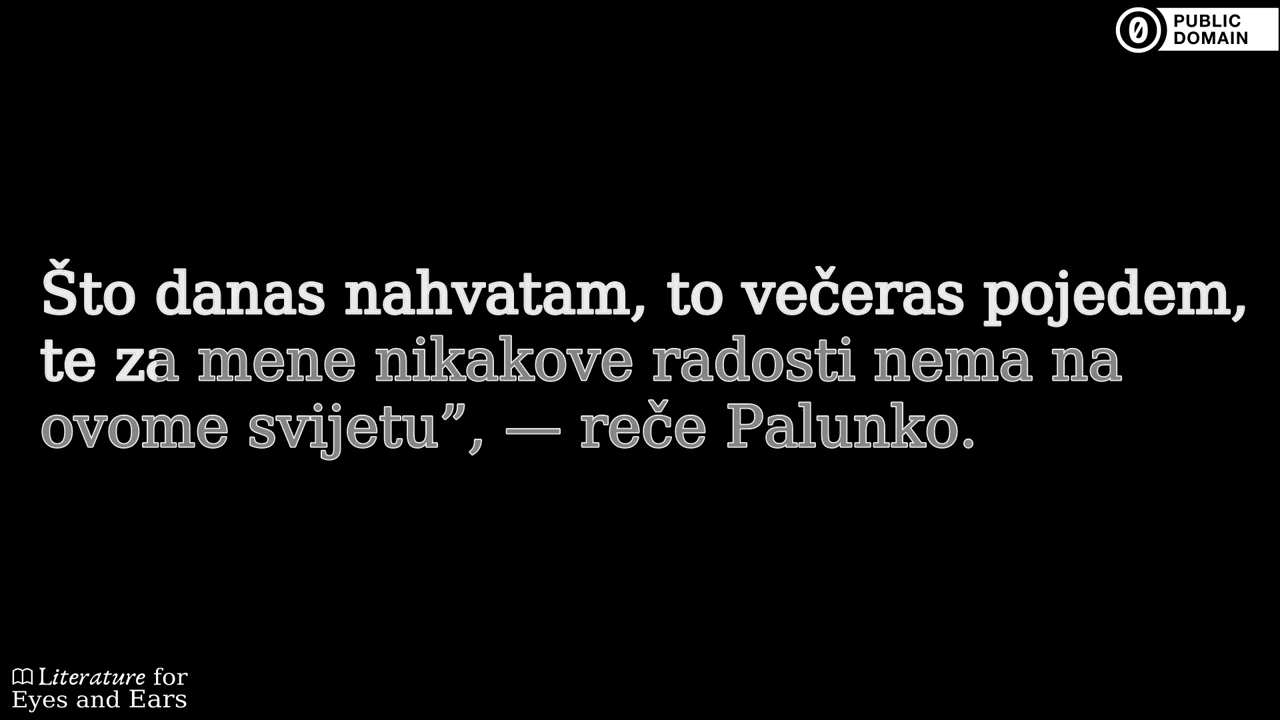 PUBLIC
DOMAIN
Što danas nahvatam, to večeras pojedem,
te za mene nikakove radosti nema na
ovome svijetu”, — reče Palunko.
Literature for
Eyes and Ears